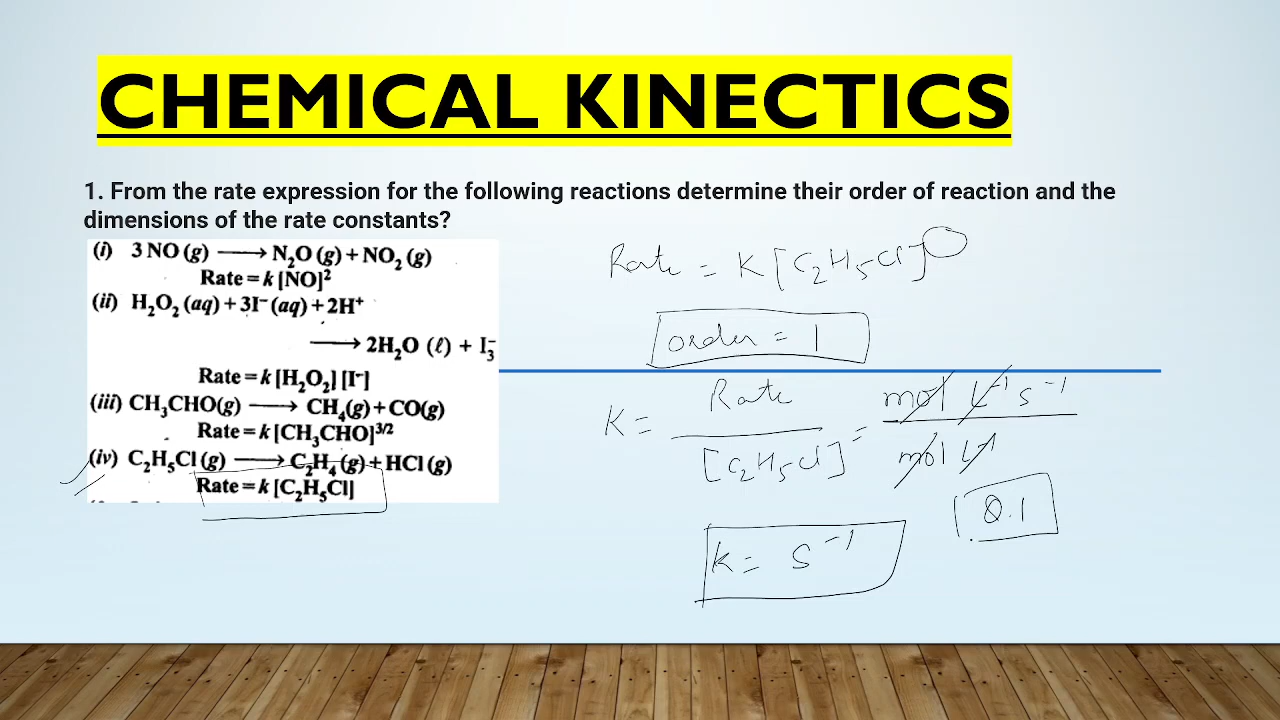 CHEMICAL KINECTICS
1. From the rate expression for the following reactions determine their order of reaction and the
dimensions of the rate constants?
(i) 3 NO (g) ⟶ N₂O (g) + NO₂ (g)
Rate = k [NO]²
(ii) H₂O₂ (aq) + 3I⁻ (aq) + 2H⁺
⟶ 2H₂O (ℓ) + I₃⁻
Rate = k [H₂O₂] [I⁻]
(iii) CH₃CHO(g) ⟶ CH₄(g) + CO(g)
Rate = k [CH₃CHO]³ᐟ²
(iv) C₂H₅Cl (g) ⟶ C₂H₄ (g) + HCl (g)
Rate = k [C₂H₅Cl]
Rate = K [C₂H₅Cl]
order = 1
K = Rate / [C₂H₅Cl] = mol L⁻¹ s⁻¹ / mol L⁻¹
Q.1
K = S⁻¹